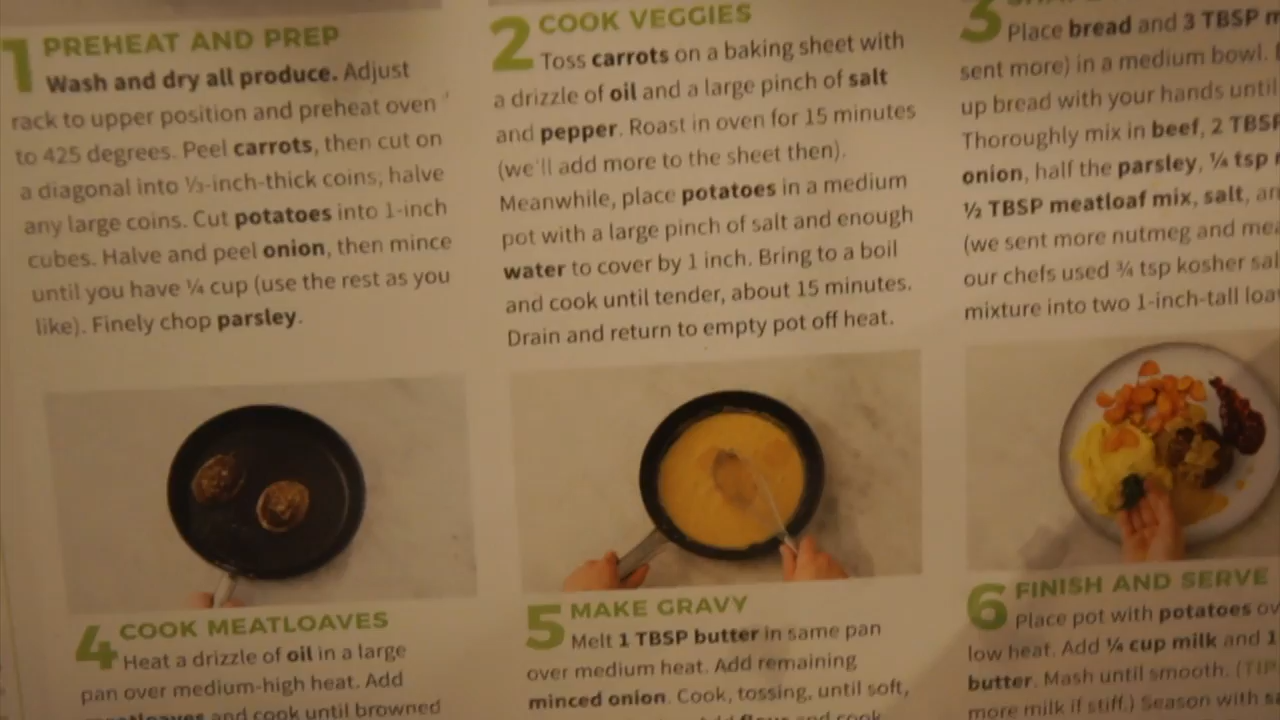 1 PREHEAT AND PREP
Wash and dry all produce. Adjust
rack to upper position and preheat oven
to 425 degrees. Peel carrots, then cut on
a diagonal into ⅓-inch-thick coins; halve
any large coins. Cut potatoes into 1-inch
cubes. Halve and peel onion, then mince
until you have ¼ cup (use the rest as you
like). Finely chop parsley.
2 COOK VEGGIES
Toss carrots on a baking sheet with
a drizzle of oil and a large pinch of salt
and pepper. Roast in oven for 15 minutes
(we'll add more to the sheet then).
Meanwhile, place potatoes in a medium
pot with a large pinch of salt and enough
water to cover by 1 inch. Bring to a boil
and cook until tender, about 15 minutes.
Drain and return to empty pot off heat.
3
Place bread and 3 TBSP
sent more) in a medium bowl.
up bread with your hands until
Thoroughly mix in beef, 2 TBSP
onion, half the parsley, ¼ tsp
½ TBSP meatloaf mix, salt,
(we sent more nutmeg and
our chefs used ¾ tsp kosher
mixture into two 1-inch-tall
4 COOK MEATLOAVES
Heat a drizzle of oil in a large
pan over medium-high heat. Add
meatloaves and cook until browned
5 MAKE GRAVY
Melt 1 TBSP butter in same pan
over medium heat. Add remaining
minced onion. Cook, tossing, until soft,
and cook
6 FINISH AND SERVE
Place pot with potatoes
low heat. Add ¼ cup milk and 1
butter. Mash until smooth. (TIP:
more milk if stiff.) Season with